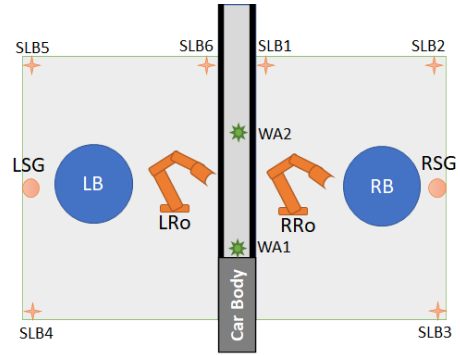 SLB5
SLB6
SLB1
SLB2
WA2
LSG
LB
RB
RSG
LRo
RRo
WA1
Car Body
SLB4
SLB3